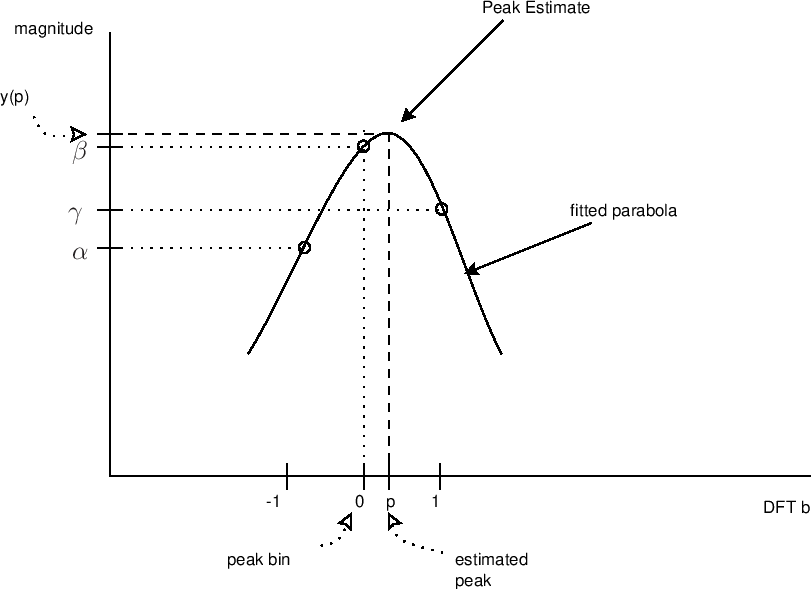 Peak Estimate
magnitude
y(p)
β
γ
α
fitted parabola
-1 0 p 1
DFT b
peak bin
estimated
peak